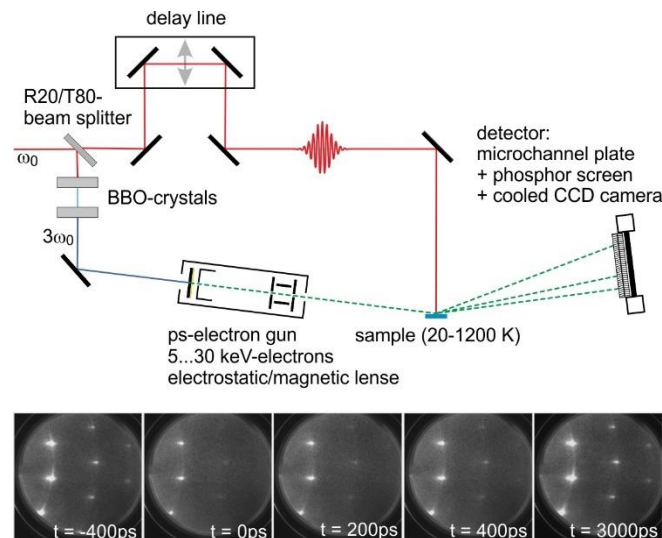 delay line
R20/T80-
beam splitter
ω₀
BBO-crystals
3ω₀
detector:
microchannel plate
+ phosphor screen
+ cooled CCD camera
ps-electron gun
5...30 keV-electrons
electrostatic/magnetic lense
sample (20-1200 K)
t = -400ps
t = 0ps
t = 200ps
t = 400ps
t = 3000ps